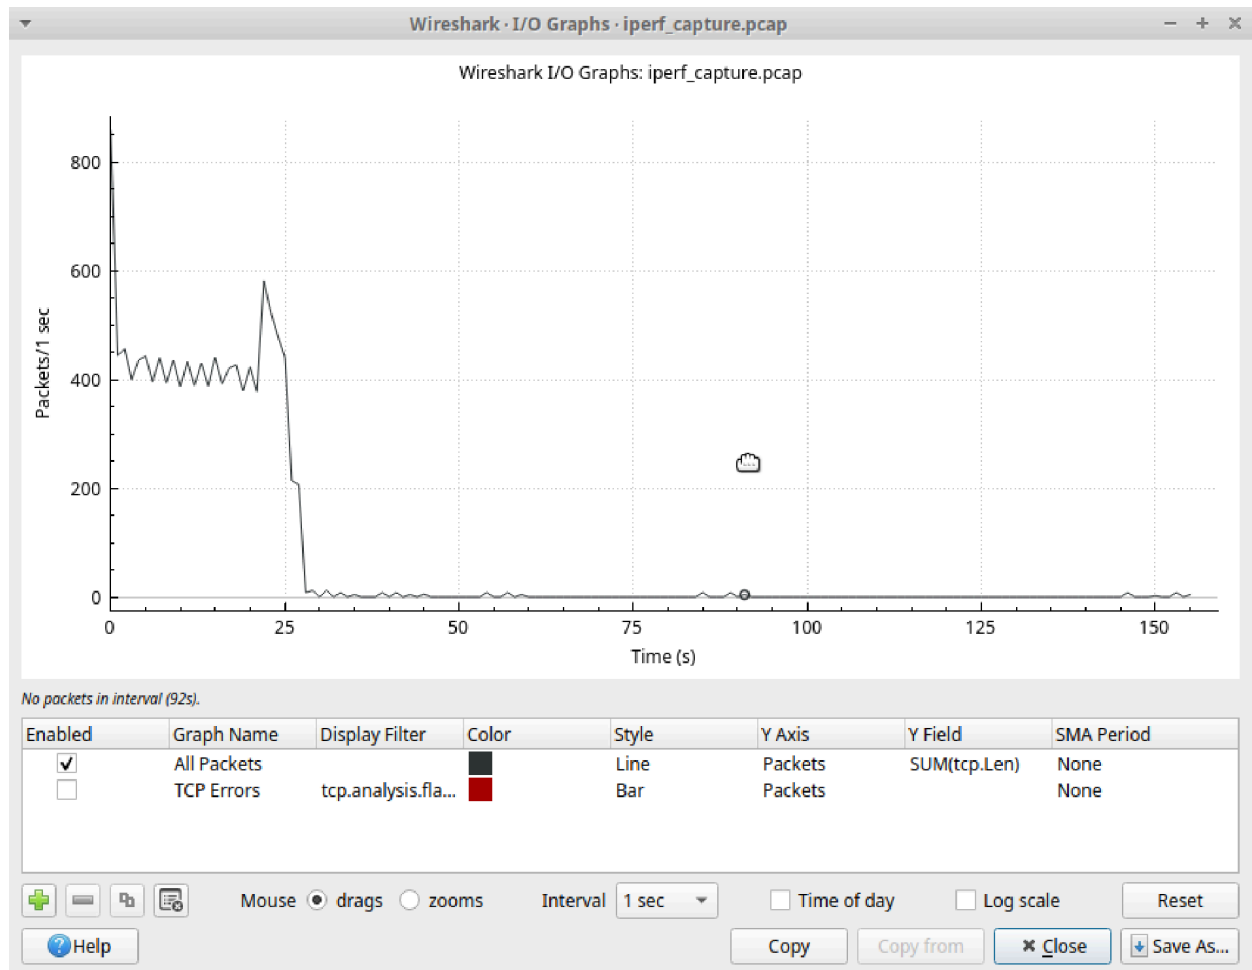 Wireshark · I/O Graphs · iperf_capture.pcap
Wireshark I/O Graphs: iperf_capture.pcap
800
600
400
200
0
Packets/1 sec
0 25 50 75 100 125 150
Time (s)
No packets in interval (92s).
Enabled Graph Name Display Filter Color Style Y Axis Y Field SMA Period
All Packets Line Packets SUM(tcp.Len) None
TCP Errors tcp.analysis.fla... Bar Packets None
Mouse drags zooms Interval 1 sec Time of day Log scale Reset
Help Copy Copy from Close Save As...